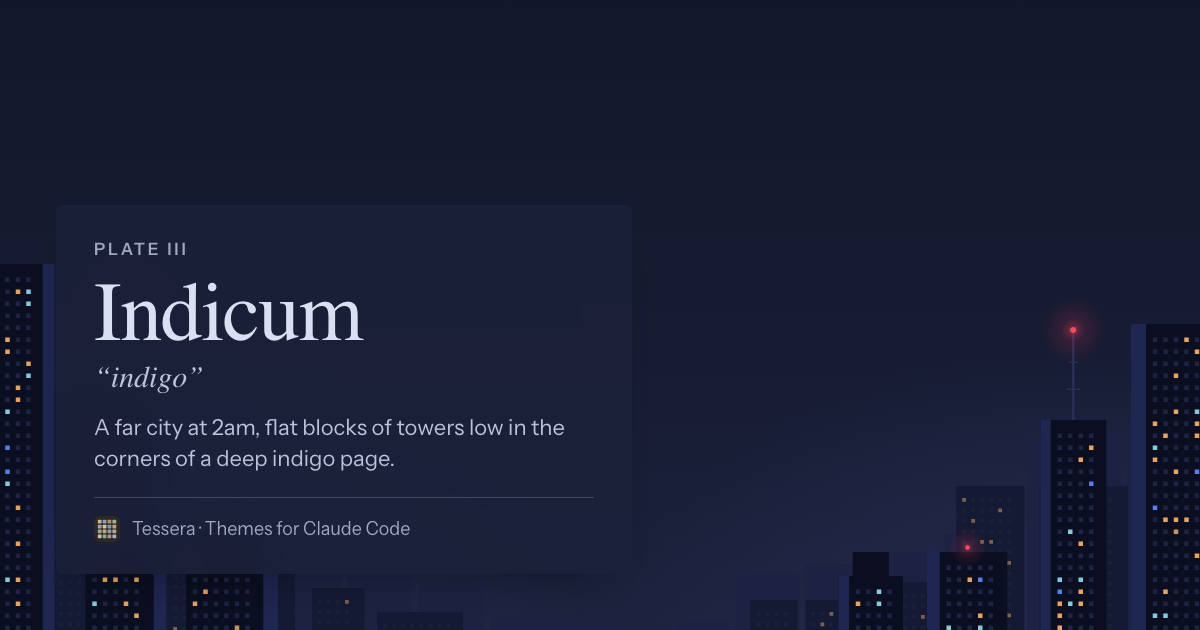 PLATE III
Indicum
“indigo”
A far city at 2am, flat blocks of towers low in the
corners of a deep indigo page.
Tessera · Themes for Claude Code